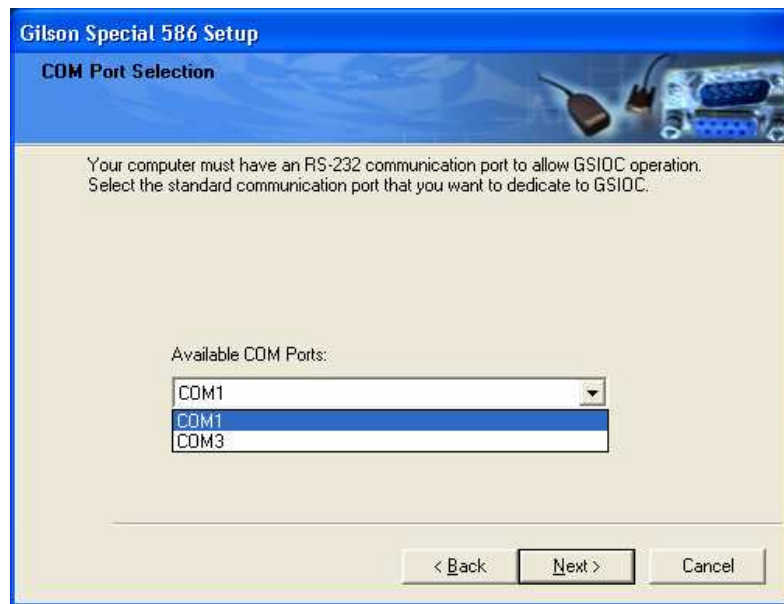 Gilson Special 586 Setup
COM Port Selection
Your computer must have an RS-232 communication port to allow GSIOC operation.
Select the standard communication port that you want to dedicate to GSIOC.
Available COM Ports:
COM1
COM1
COM3
< Back
Next >
Cancel